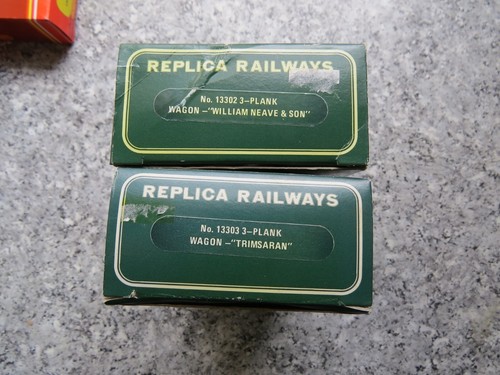 REPLICA RAILWAYS
No. 13302 3-PLANK
WAGON -"WILLIAM NEAVE & SON"
REPLICA RAILWAYS
No. 13303 3-PLANK
WAGON -"TRIMSARAN"